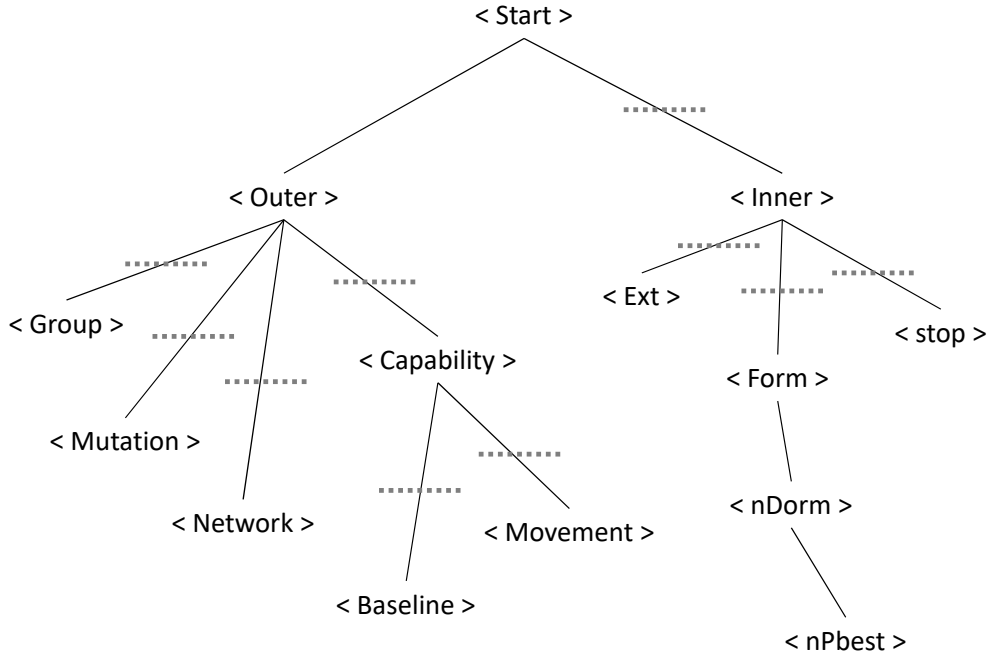 < Start >
< Outer >
< Inner >
< Ext >
< Group >
< stop >
< Capability >
< Form >
< Mutation >
< nDorm >
< Network >
< Movement >
< Baseline >
< nPbest >